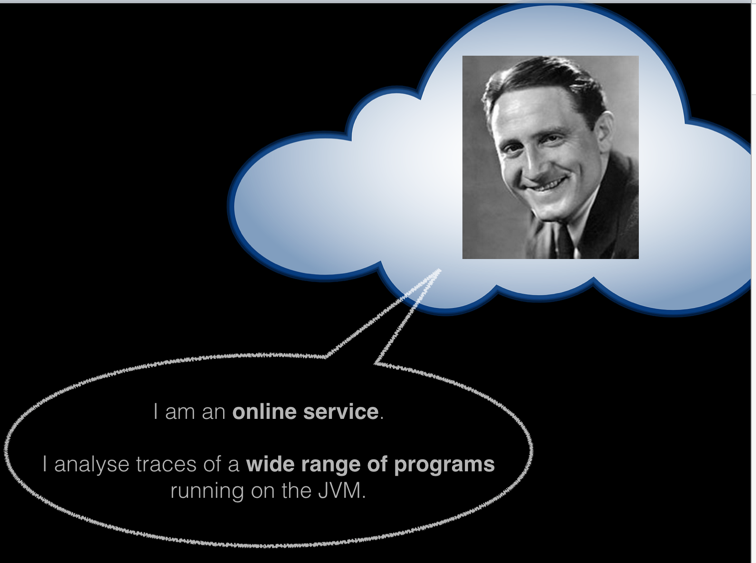 I am an online service.
I analyse traces of a wide range of programs
running on the JVM.